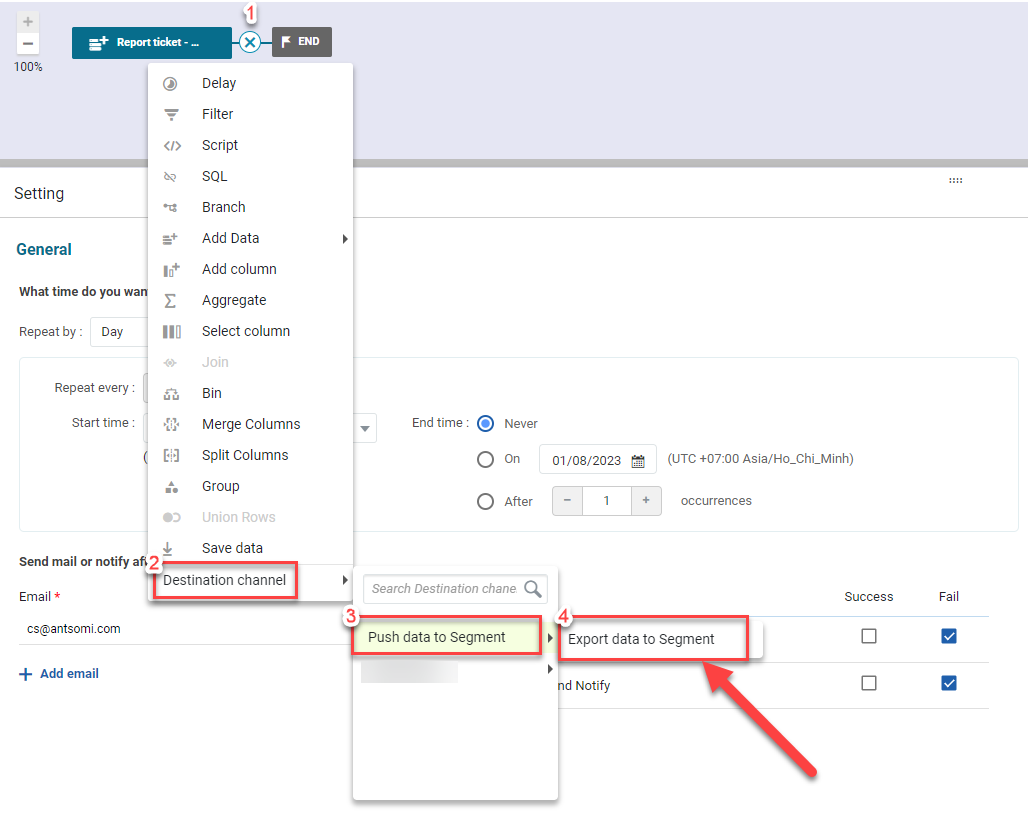 1
+
−
100%
Report ticket - ...
END
Delay
Filter
Script
SQL
Branch
Add Data
Add column
Aggregate
Select column
Join
Bin
Merge Columns
Split Columns
Group
Union Rows
Save data
2
Destination channel
Setting
General
What time do you wan
Repeat by :
Day
Repeat every :
Start time :
(
End time :
Never
On
01/08/2023
(UTC +07:00 Asia/Ho_Chi_Minh)
After
−
1
+
occurrences
Send mail or notify af
Email *
cs@antsomi.com
+ Add email
Search Destination chane
3
Push data to Segment
4
Export data to Segment
nd Notify
Success
Fail